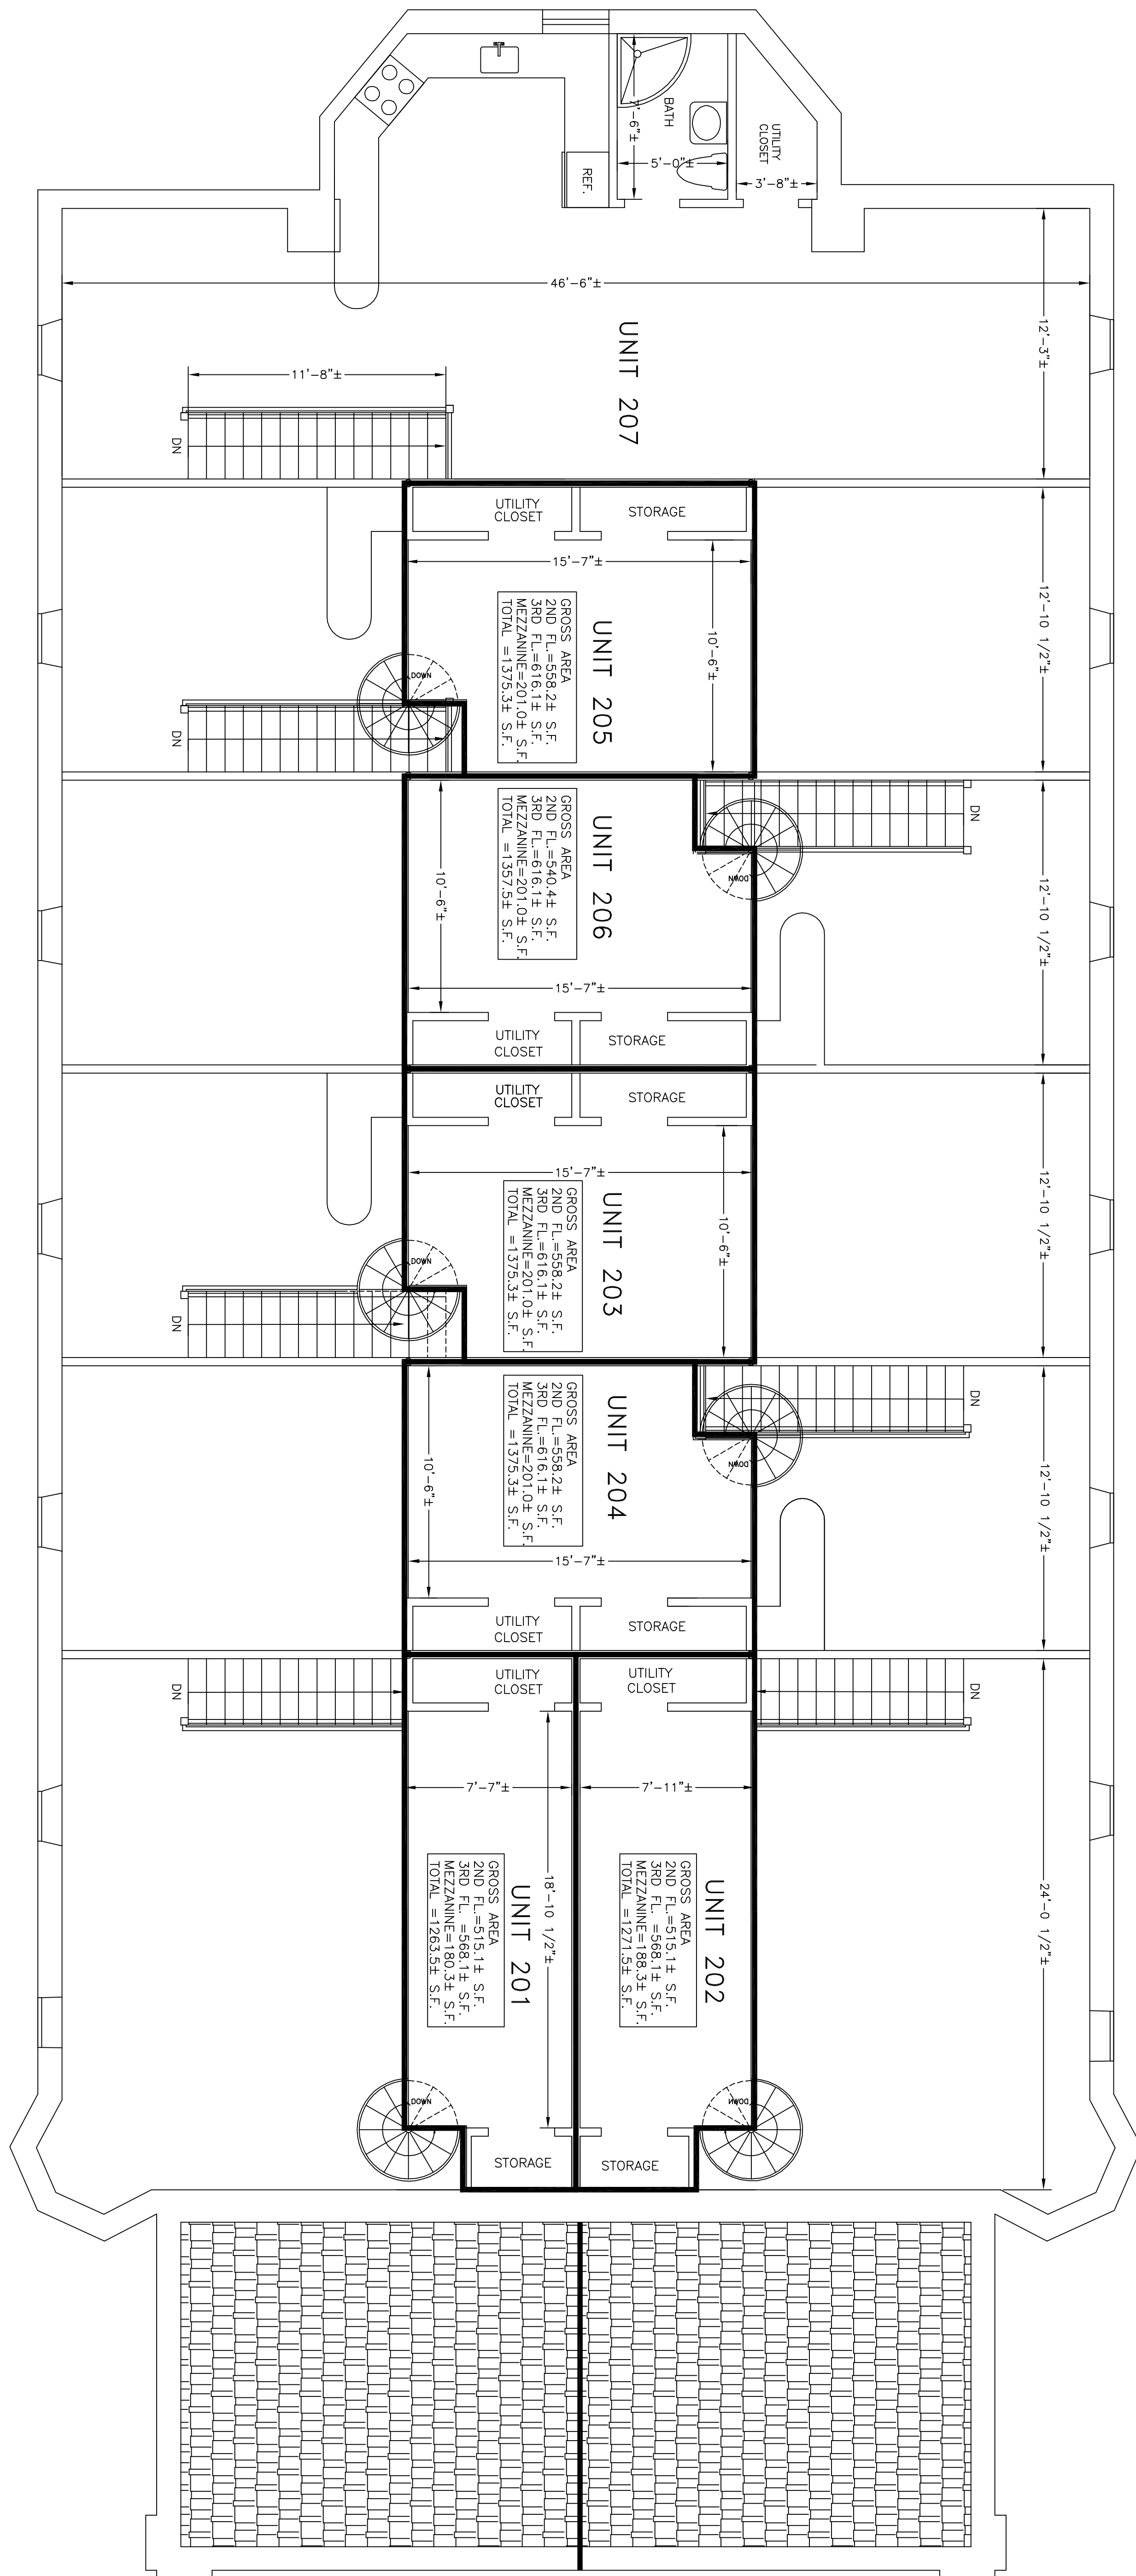 BATH
7'-6"±
5'-0"±
UTILITY
CLOSET
3'-8"±
REF.
46'-6"±
12'-3"±
UNIT 207
11'-8"±
DN
UTILITY
CLOSET
STORAGE
15'-7"±
10'-6"±
12'-10 1/2"±
UNIT 205
GROSS AREA
2ND FL.=558.2± S.F.
3RD FL.=616.1± S.F.
MEZZANINE=201.0± S.F.
TOTAL =1375.3± S.F.
DOWN
DN
DN
DOWN
UNIT 206
GROSS AREA
2ND FL.=540.4± S.F.
3RD FL.=616.1± S.F.
MEZZANINE=201.0± S.F.
TOTAL =1357.5± S.F.
10'-6"±
12'-10 1/2"±
15'-7"±
UTILITY
CLOSET
STORAGE
UTILITY
CLOSET
STORAGE
15'-7"±
10'-6"±
12'-10 1/2"±
UNIT 203
GROSS AREA
2ND FL.=558.2± S.F.
3RD FL.=616.1± S.F.
MEZZANINE=201.0± S.F.
TOTAL =1375.3± S.F.
DOWN
DN
DN
DOWN
UNIT 204
GROSS AREA
2ND FL.=558.2± S.F.
3RD FL.=616.1± S.F.
MEZZANINE=201.0± S.F.
TOTAL =1375.3± S.F.
10'-6"±
12'-10 1/2"±
15'-7"±
UTILITY
CLOSET
STORAGE
UTILITY
CLOSET
UTILITY
CLOSET
DN
DN
7'-7"±
7'-11"±
18'-10 1/2"±
24'-0 1/2"±
UNIT 202
GROSS AREA
2ND FL.=515.1± S.F.
3RD FL. =568.1± S.F.
MEZZANINE=188.3± S.F.
TOTAL =1271.5± S.F.
UNIT 201
GROSS AREA
2ND FL.=515.1± S.F.
3RD FL. =568.1± S.F.
MEZZANINE=180.3± S.F.
TOTAL =1263.5± S.F.
DOWN
DOWN
STORAGE
STORAGE